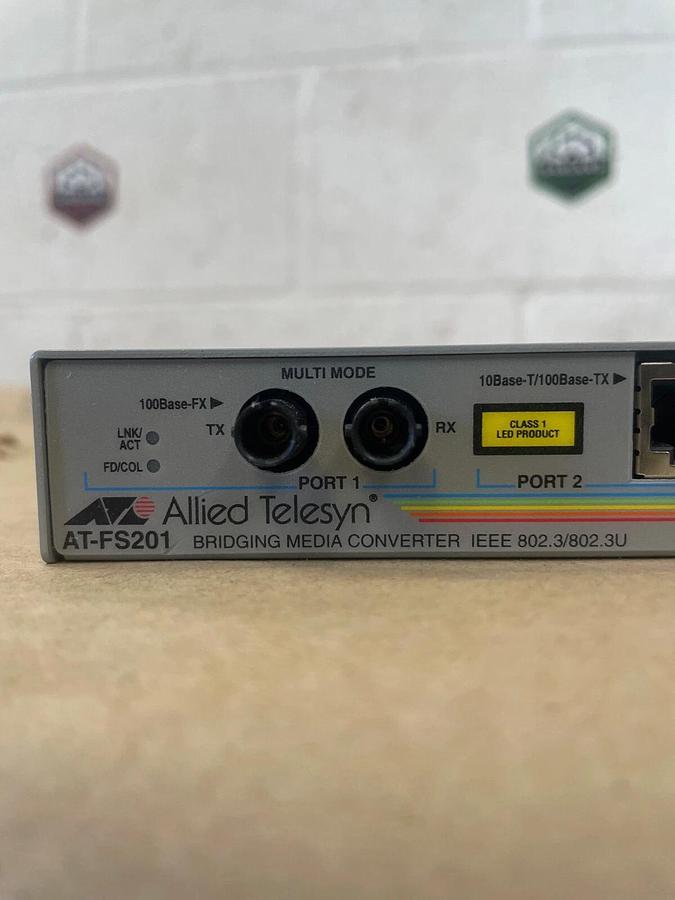 MULTI MODE
100Base-FX
10Base-T/100Base-TX
TX
RX
LNK/
ACT
FD/COL
CLASS 1
LED PRODUCT
PORT 1
PORT 2
Allied Telesyn®
AT-FS201 BRIDGING MEDIA CONVERTER IEEE 802.3/802.3U